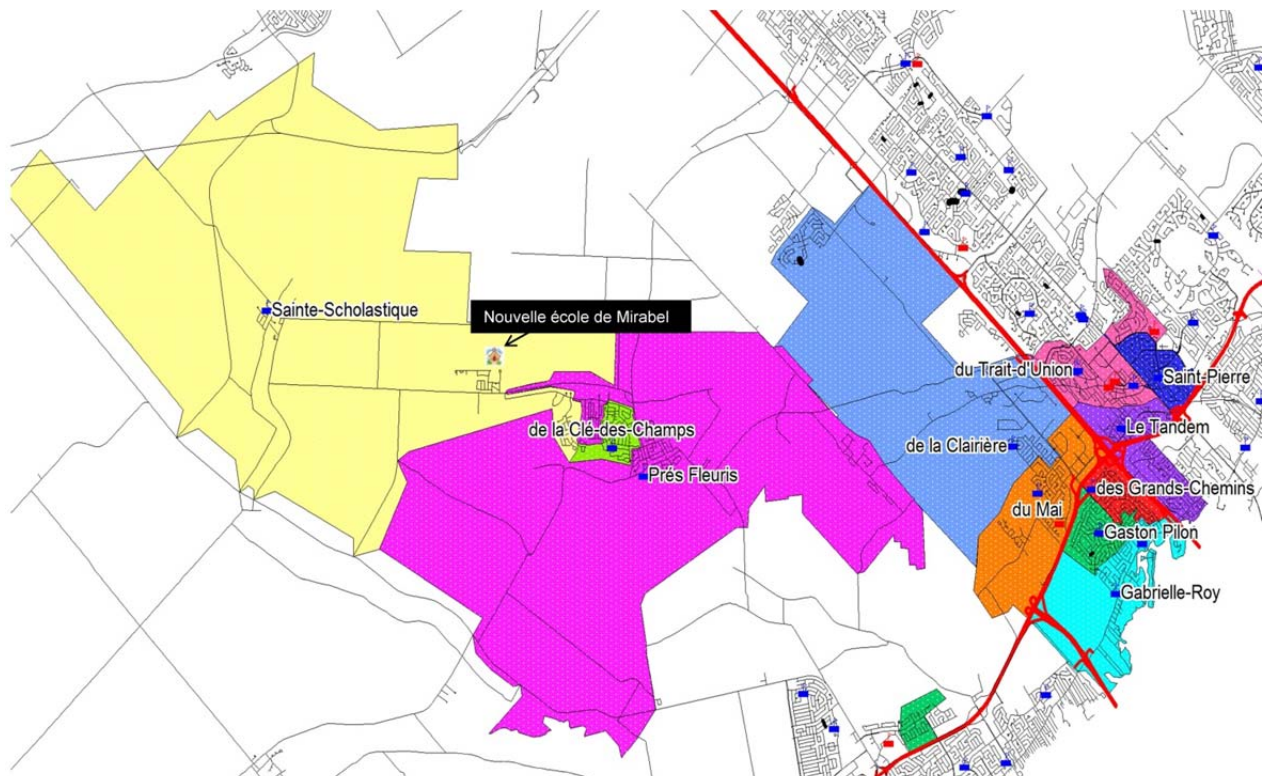 Sainte-Scholastique
Nouvelle école de Mirabel
du Trait-d'Union
Saint-Pierre
de la Clé-des-Champs
Le Tandem
de la Clairière
Prés Fleuris
des Grands-Chemins
du Mai
Gaston Pilon
Gabrielle-Roy